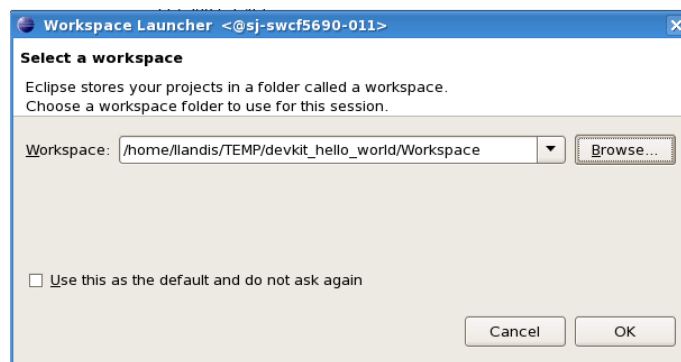 Workspace Launcher <@sj-swcf5690-011>
Select a workspace
Eclipse stores your projects in a folder called a workspace.
Choose a workspace folder to use for this session.
Workspace: /home/llandis/TEMP/devkit_hello_world/Workspace Browse...
Use this as the default and do not ask again
Cancel OK